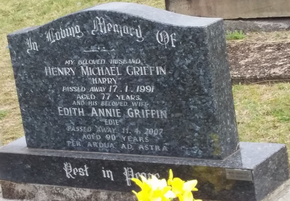 In Loving Memory Of
MY BELOVED HUSBAND,
HENRY MICHAEL GRIFFIN
"HARRY"
PASSED AWAY 17.1.1991
AGED 77 YEARS
AND HIS BELOVED WIFE
EDITH ANNIE GRIFFIN
"EDIE"
PASSED AWAY 11.4.2007
AGED 90 YEARS
PER ARDUA AD ASTRA
Rest in Peace